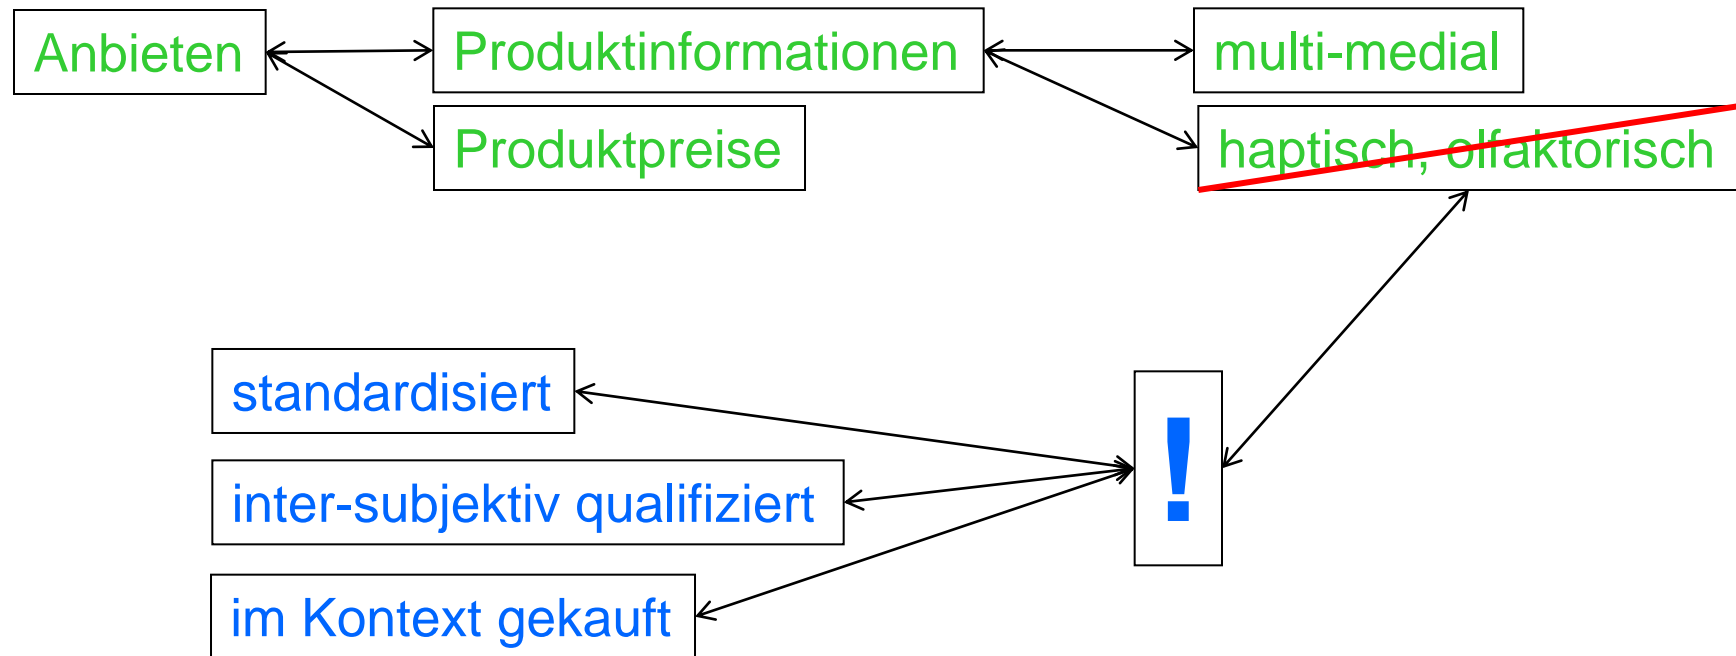 Anbieten
Produktinformationen
multi-medial
Produktpreise
haptisch, olfaktorisch
standardisiert
!
inter-subjektiv qualifiziert
im Kontext gekauft